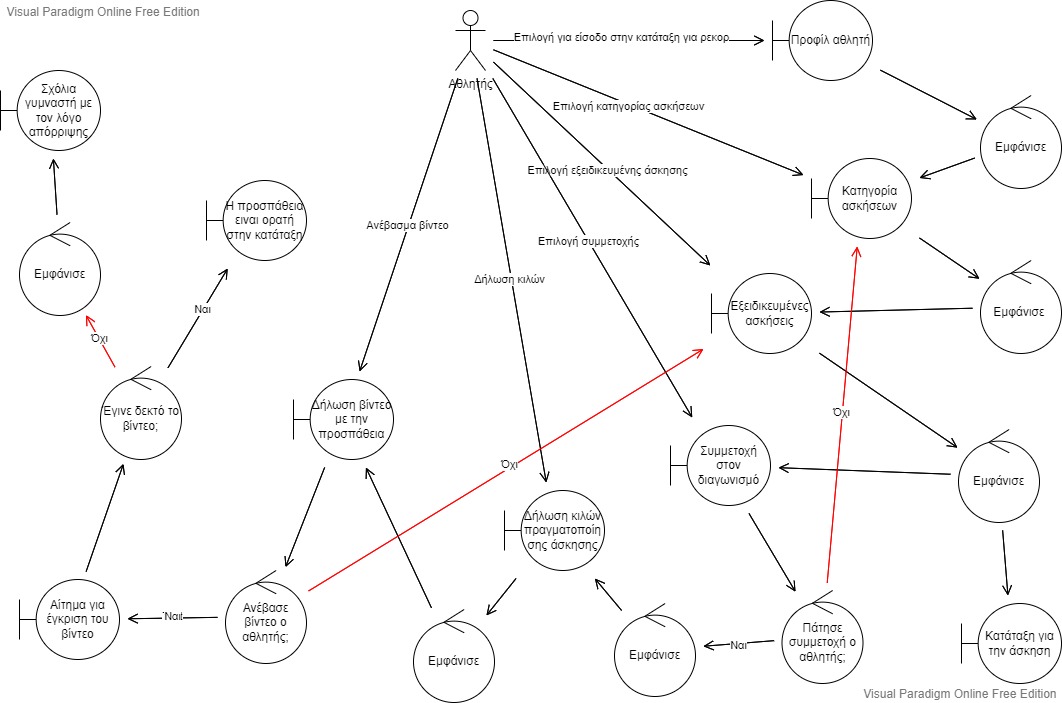 Visual Paradigm Online Free Edition
Αθλητής
Επιλογή για είσοδο στην κατάταξη για ρεκορ
Προφίλ αθλητή
Σχόλια
γυμναστή με
τον λόγο
απόρριψης
Επιλογή κατηγορίας ασκήσεων
Εμφάνισε
Επιλογή εξειδικευμένης άσκησης
Κατηγορία
ασκήσεων
Η προσπάθεια
ειναι ορατή
στην κατάταξη
Ανέβασμα βίντεο
Επιλογή συμμετοχής
Εμφάνισε
Δήλωση κιλών
Εξειδικευμένες
ασκήσεις
Εμφάνισε
Ναι
Όχι
Έγινε δεκτό το
βίντεο;
Δήλωση βίντεο
με την
προσπάθεια
Όχι
Όχι
Συμμετοχή
στον
διαγωνισμό
Εμφάνισε
Δήλωση κιλών
πραγματοποίη
σης άσκησης
Αίτημα για
έγκριση του
βίντεο
Ναι
Ανέβασε
βίντεο ο
αθλητής;
Εμφάνισε
Εμφάνισε
Ναι
Πάτησε
συμμετοχή ο
αθλητής;
Κατάταξη για
την άσκηση
Visual Paradigm Online Free Edition